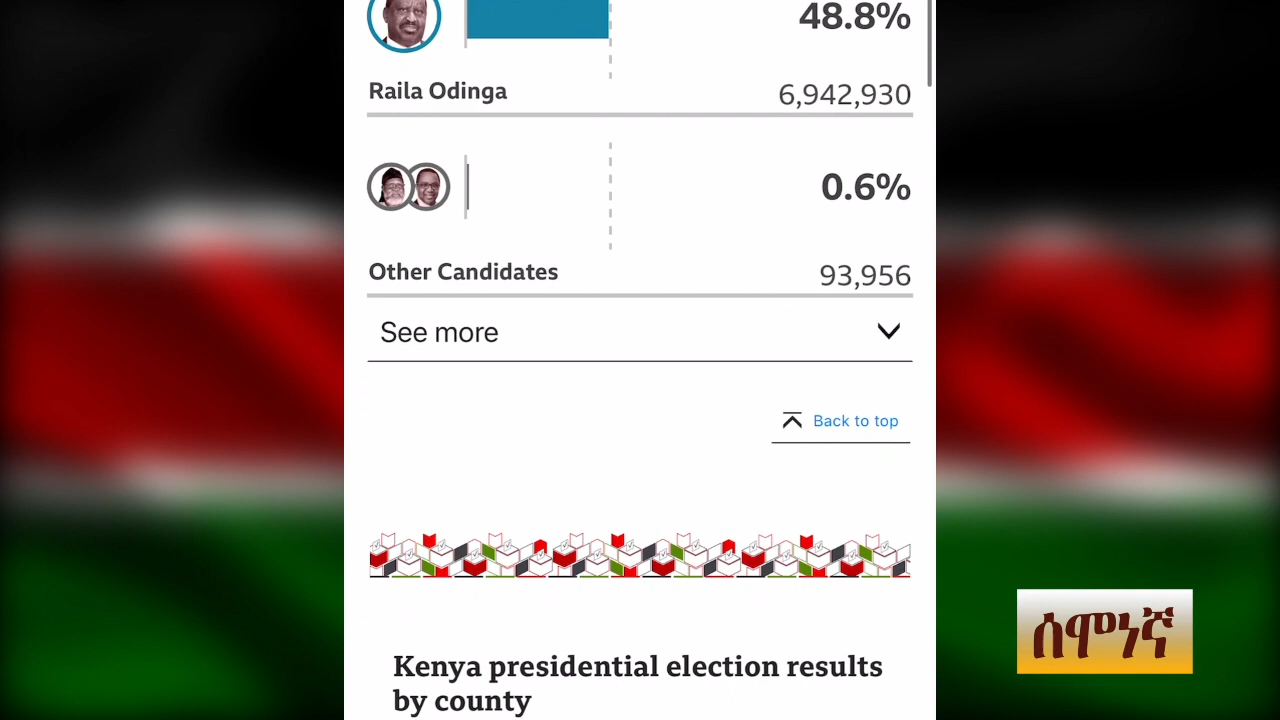 48.8%
Raila Odinga 6,942,930
0.6%
Other Candidates 93,956
See more
Back to top
Kenya presidential election results
by county
ሰሞነኛ